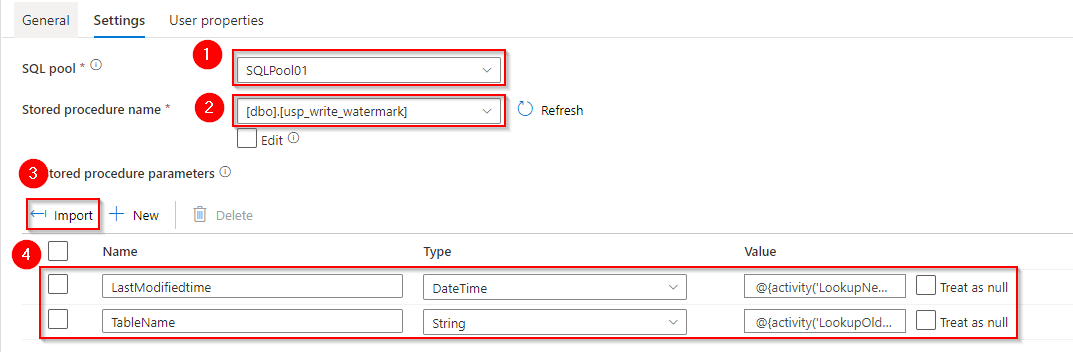 General Settings User properties
1
SQL pool * SQLPool01
2
Stored procedure name * [dbo].[usp_write_watermark] Refresh
Edit
3
tored procedure parameters
Import New Delete
4
Name Type Value
LastModifiedtime DateTime @{activity('LookupNe... Treat as null
TableName String @{activity('LookupOld... Treat as null